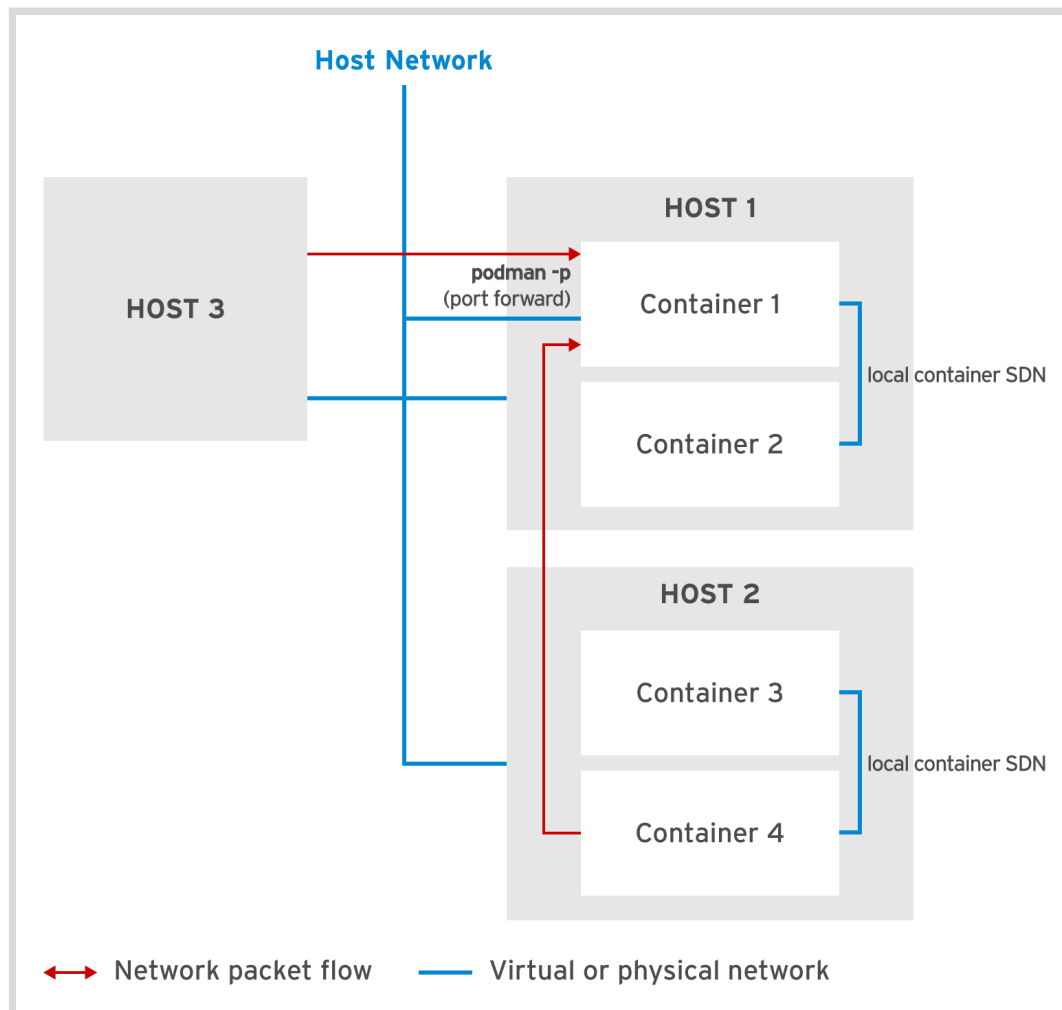 Host Network
HOST 1
HOST 3
podman -p
(port forward)
Container 1
local container SDN
Container 2
HOST 2
Container 3
local container SDN
Container 4
Network packet flow
Virtual or physical network